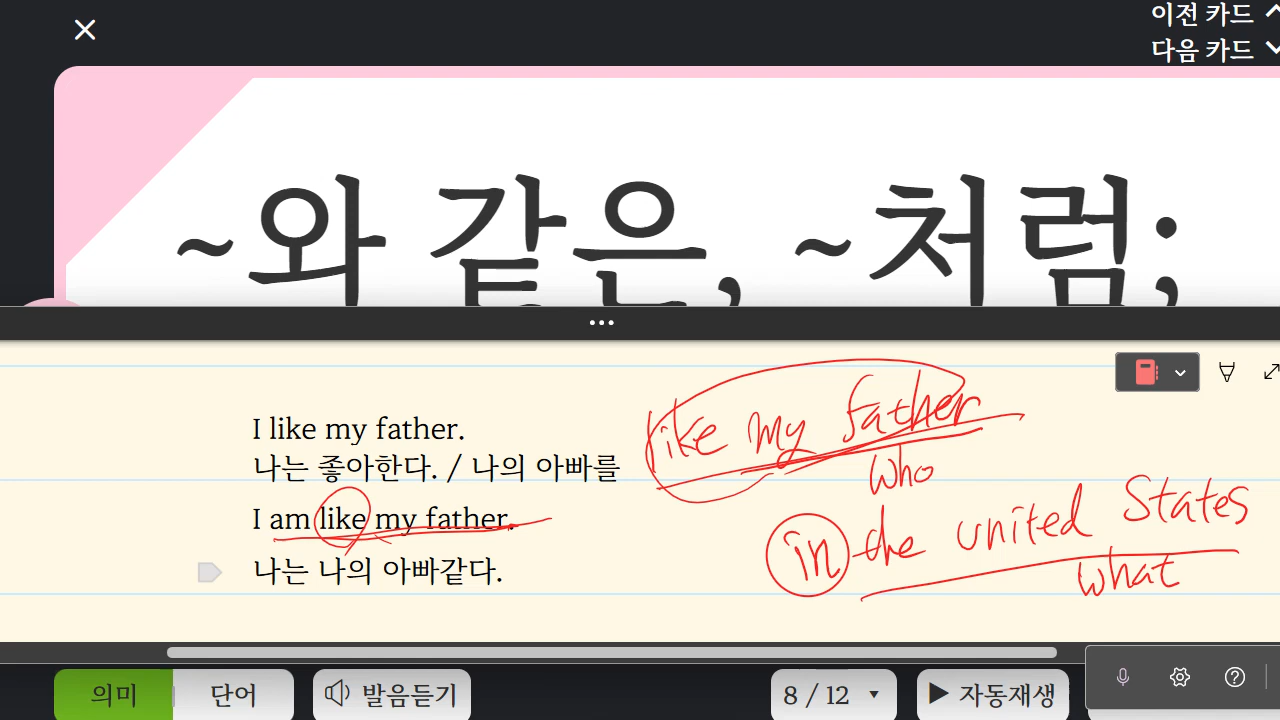 이전 카드
다음 카드
~와 같은, ~처럼;
I like my father.
나는 좋아한다. / 나의 아빠를
I am like my father.
나는 나의 아빠같다.
like my father
who
in the united States
what
의미
단어
발음듣기
8 / 12
자동재생